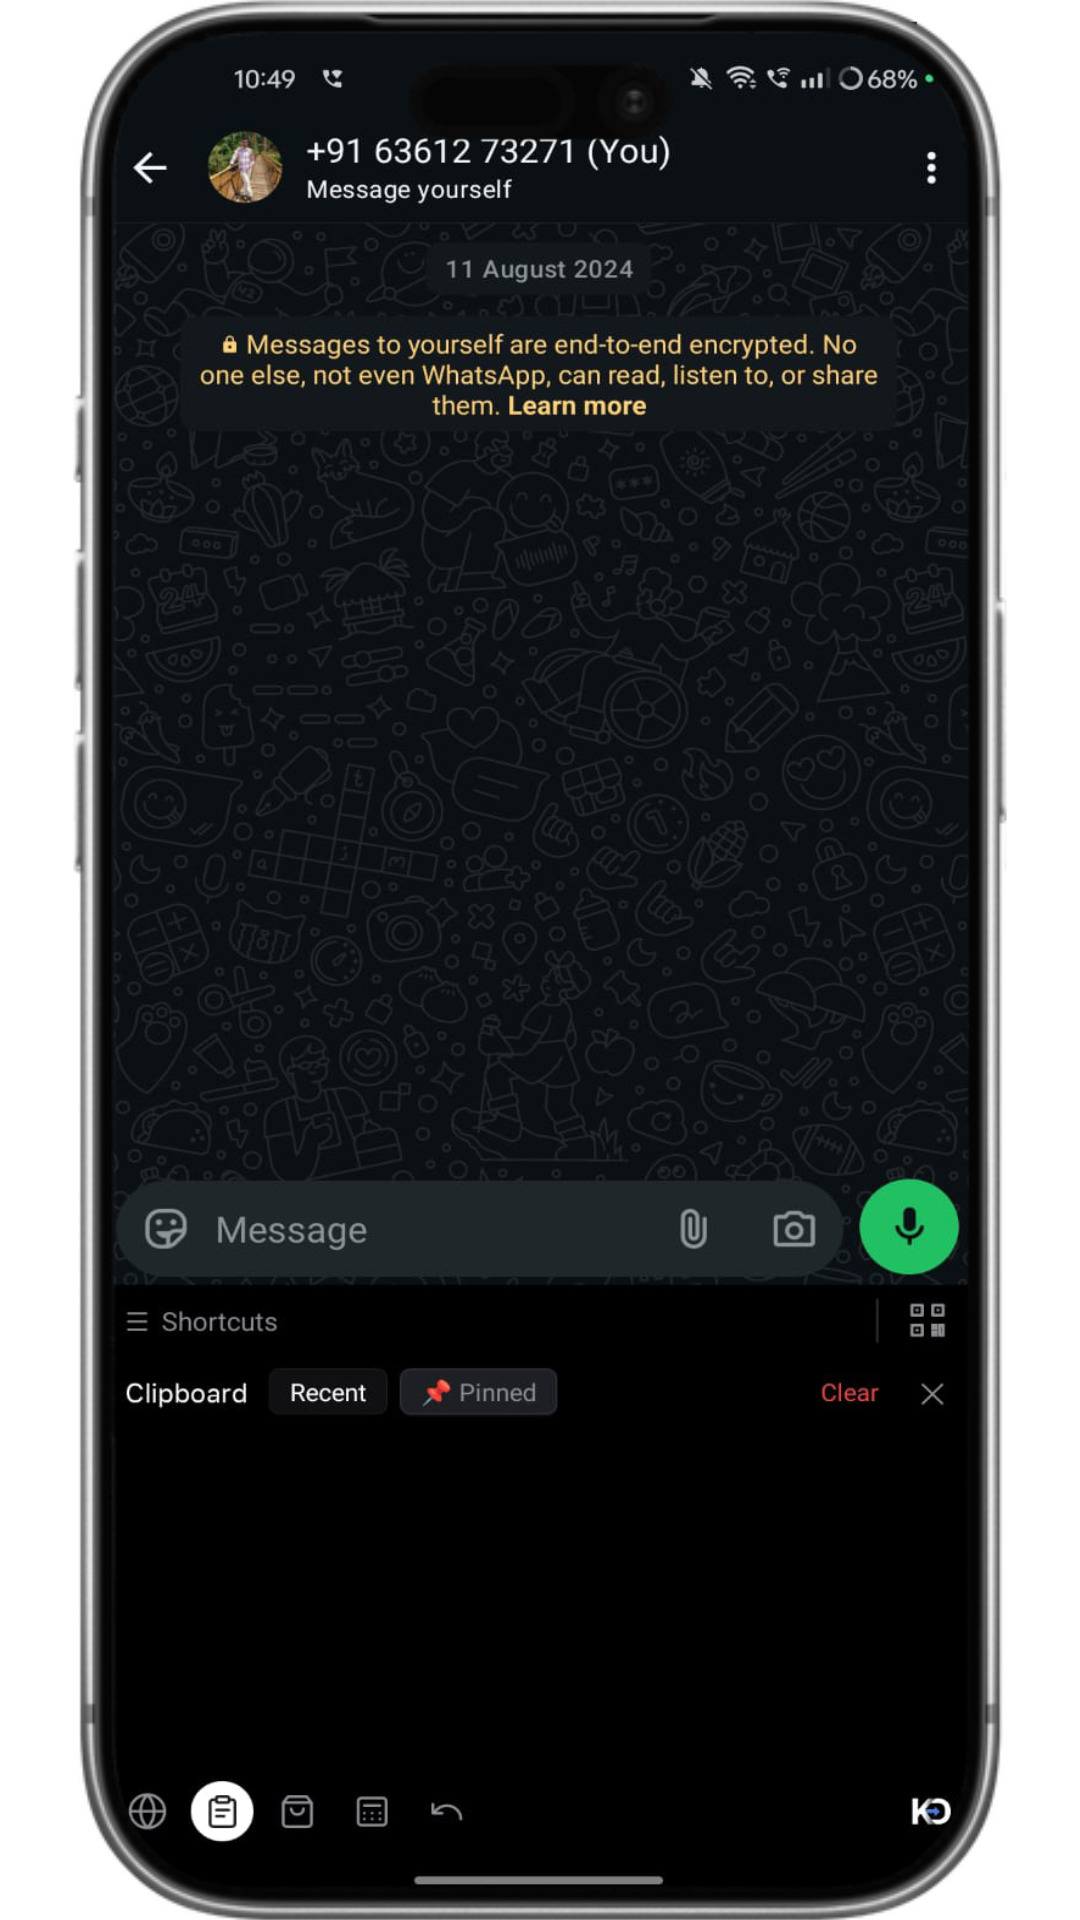 10:49
68%
+91 63612 73271 (You)
Message yourself
11 August 2024
Messages to yourself are end-to-end encrypted. No
one else, not even WhatsApp, can read, listen to, or share
them. Learn more
Message
Shortcuts
Clipboard Recent 📌 Pinned Clear
KD